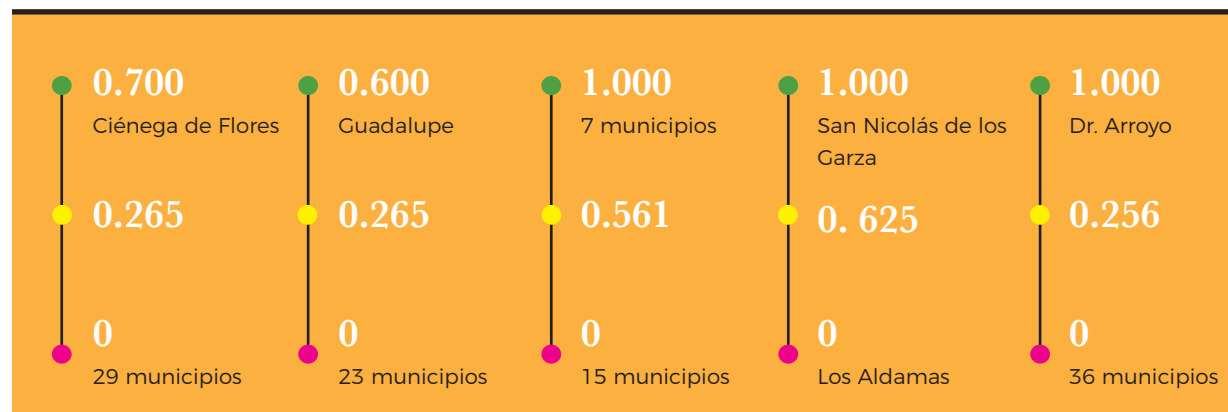 0.700
Ciénega de Flores
0.265
0
29 municipios
0.600
Guadalupe
0.265
0
23 municipios
1.000
7 municipios
0.561
0
15 municipios
1.000
San Nicolás de los
Garza
0. 625
0
Los Aldamas
1.000
Dr. Arroyo
0.256
0
36 municipios